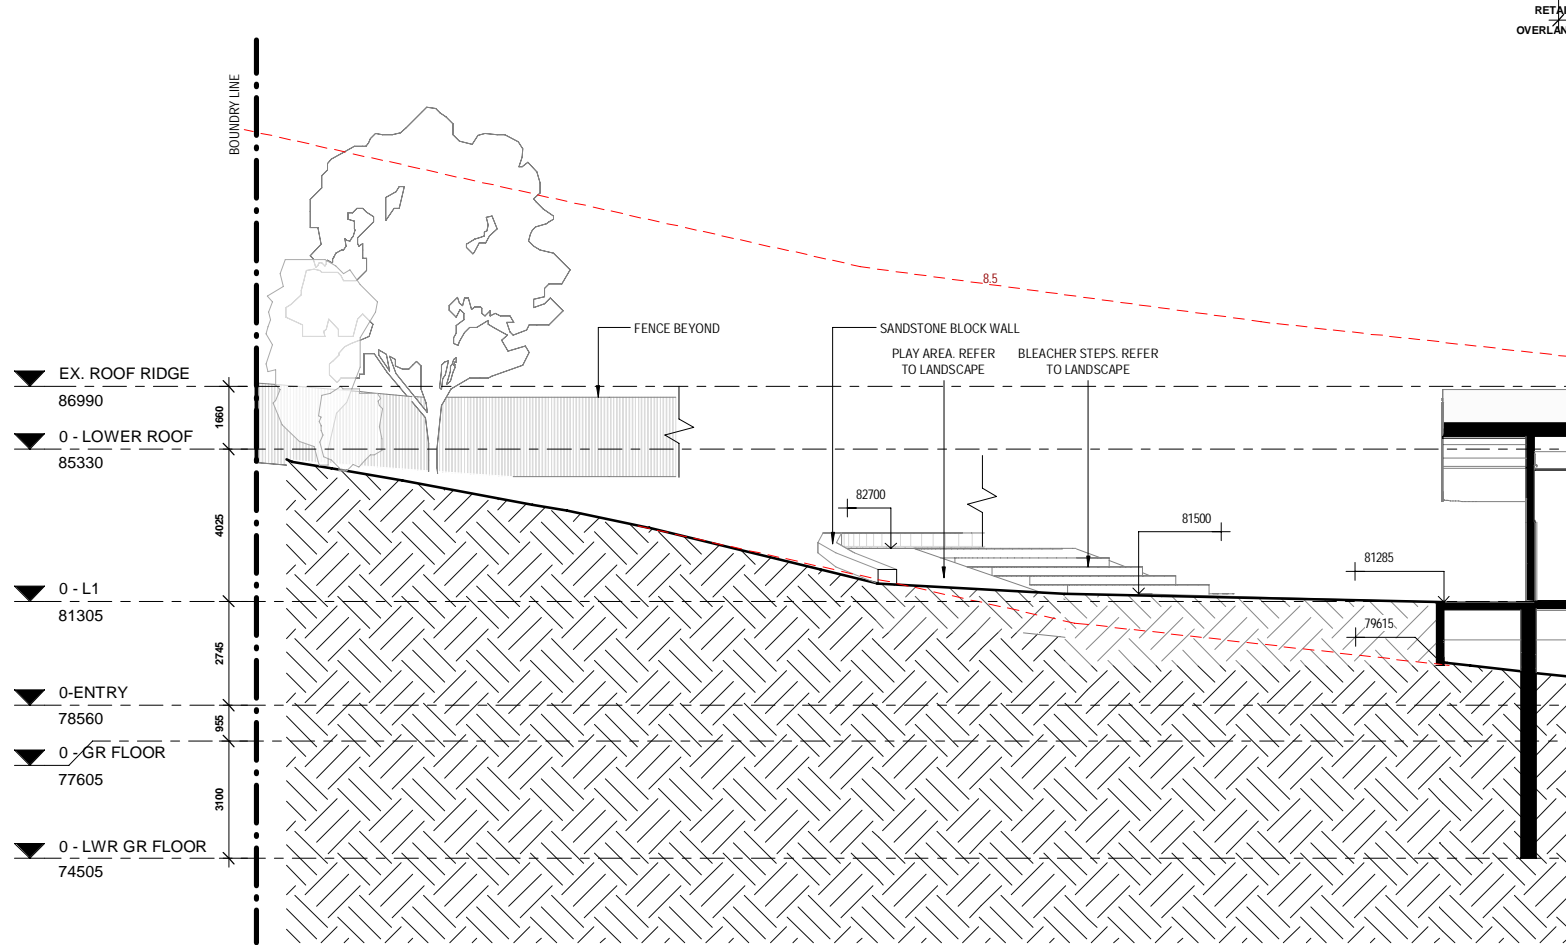 RETAI
OVERLAN
BOUNDRY LINE
8.5
FENCE BEYOND
SANDSTONE BLOCK WALL
PLAY AREA. REFER
TO LANDSCAPE
BLEACHER STEPS. REFER
TO LANDSCAPE
EX. ROOF RIDGE
86990
1660
0 - LOWER ROOF
85330
82700
81500
4025
81285
0 - L1
81305
79615
2745
0-ENTRY
78560
955
0 - GR FLOOR
77605
3100
0 - LWR GR FLOOR
74505